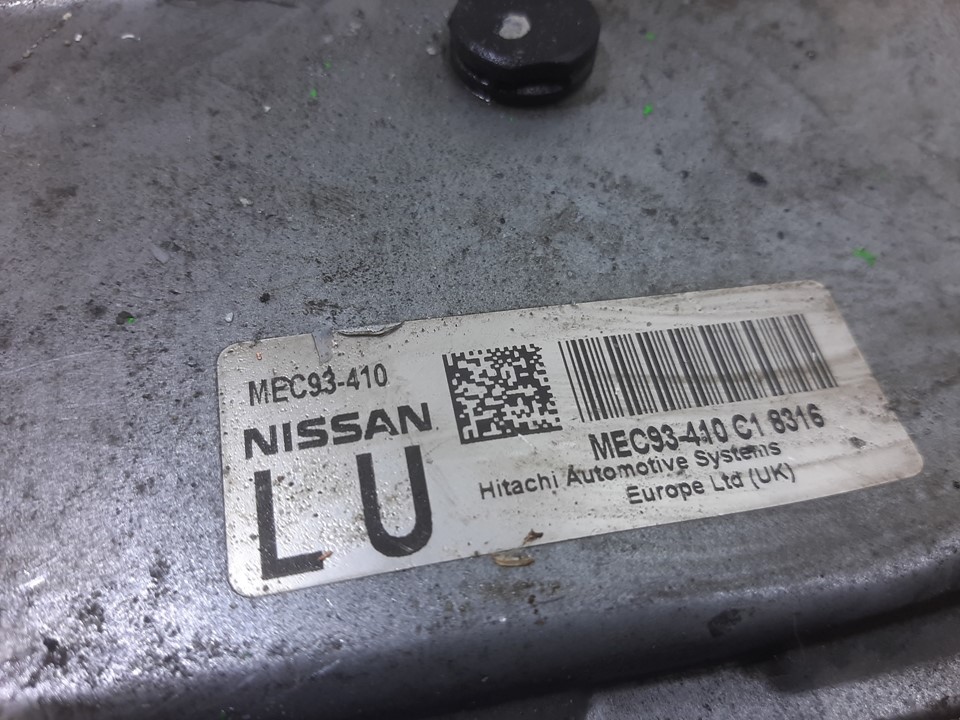 MEC93-410
NISSAN
LU
MEC93-410 C1 8316
Hitachi Automotive Systems
Europe Ltd (UK)